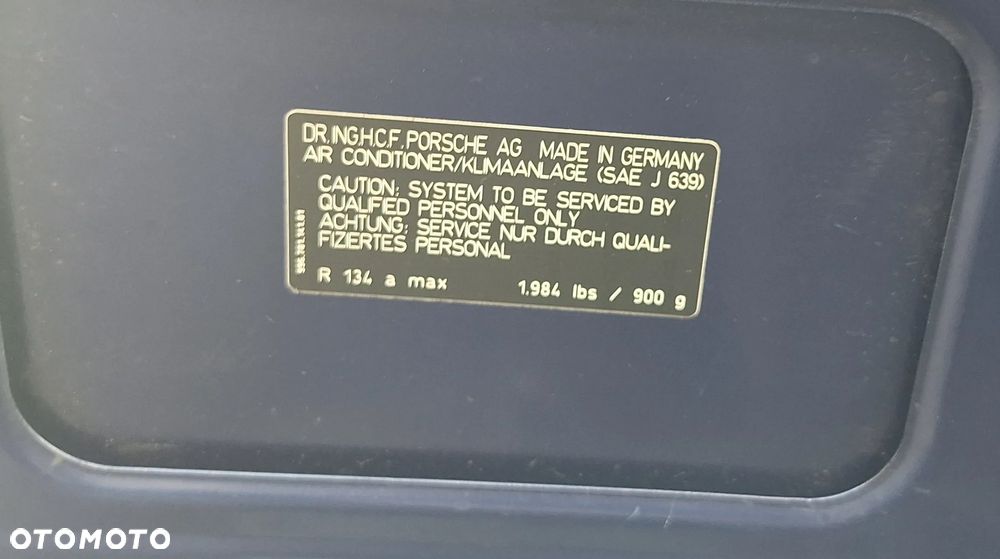 DR.ING.H.C.F. PORSCHE AG MADE IN GERMANY
AIR CONDITIONER/KLIMAANLAGE (SAE J 639)
CAUTION: SYSTEM TO BE SERVICED BY
QUALIFIED PERSONNEL ONLY
ACHTUNG: SERVICE NUR DURCH QUALI-
FIZIERTES PERSONAL
R 134 a max 1.984 lbs / 900 g
OTOMOTO